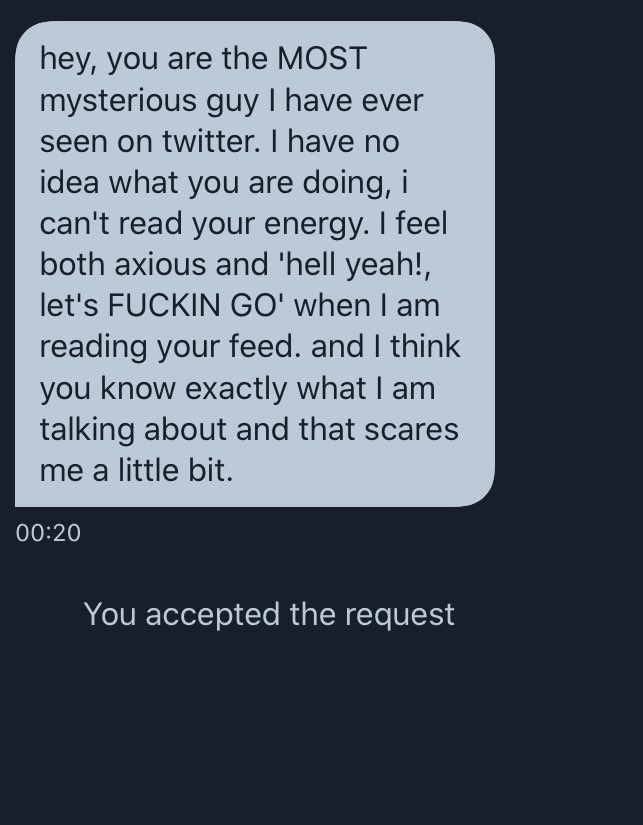 hey, you are the MOST
mysterious guy I have ever
seen on twitter. I have no
idea what you are doing, i
can't read your energy. I feel
both axious and 'hell yeah!,
let's FUCKIN GO' when I am
reading your feed. and I think
you know exactly what I am
talking about and that scares
me a little bit.
00:20
You accepted the request